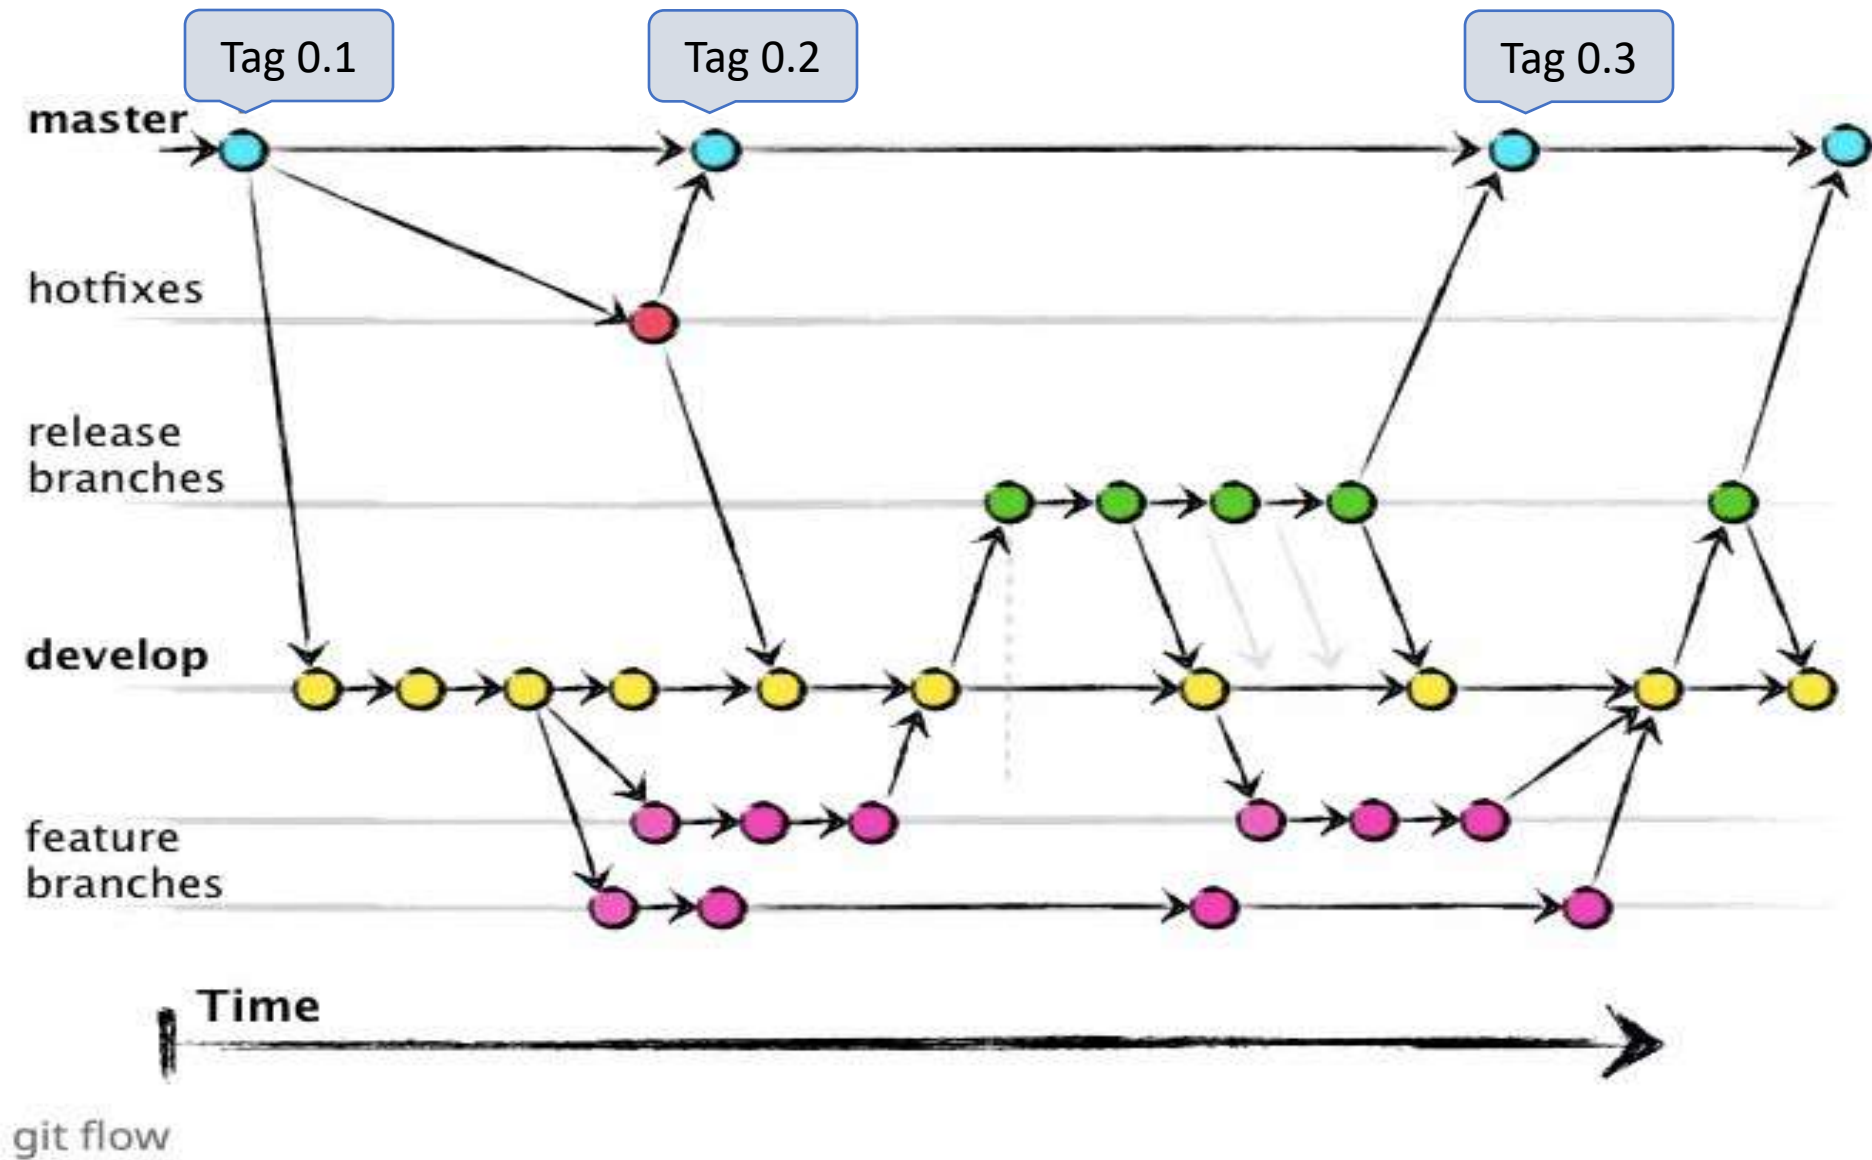 Tag 0.1
Tag 0.2
Tag 0.3
master
hotfixes
release
branches
develop
feature
branches
Time
git flow